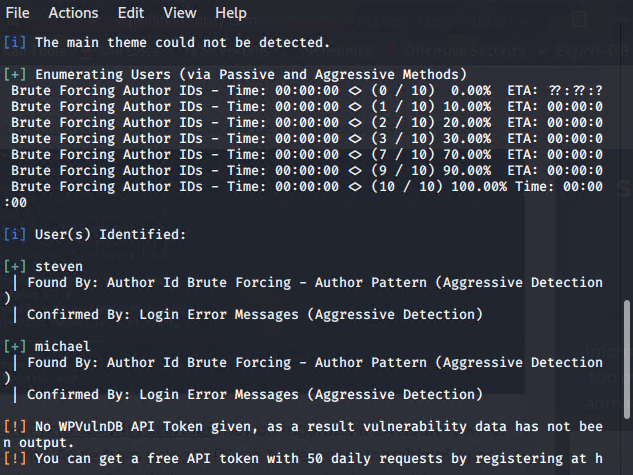 File Actions Edit View Help
[i] The main theme could not be detected.
[+] Enumerating Users (via Passive and Aggressive Methods)
Brute Forcing Author IDs - Time: 00:00:00 <> (0 / 10) 0.00% ETA: ??:??:?
Brute Forcing Author IDs - Time: 00:00:00 <> (1 / 10) 10.00% ETA: 00:00:0
Brute Forcing Author IDs - Time: 00:00:00 <> (2 / 10) 20.00% ETA: 00:00:0
Brute Forcing Author IDs - Time: 00:00:00 <> (3 / 10) 30.00% ETA: 00:00:0
Brute Forcing Author IDs - Time: 00:00:00 <> (7 / 10) 70.00% ETA: 00:00:0
Brute Forcing Author IDs - Time: 00:00:00 <> (9 / 10) 90.00% ETA: 00:00:0
Brute Forcing Author IDs - Time: 00:00:00 <> (10 / 10) 100.00% Time: 00:00
:00
[i] User(s) Identified:
[+] steven
| Found By: Author Id Brute Forcing - Author Pattern (Aggressive Detection
)
| Confirmed By: Login Error Messages (Aggressive Detection)
[+] michael
| Found By: Author Id Brute Forcing - Author Pattern (Aggressive Detection
)
| Confirmed By: Login Error Messages (Aggressive Detection)
[!] No WPVulnDB API Token given, as a result vulnerability data has not bee
n output.
[!] You can get a free API token with 50 daily requests by registering at h